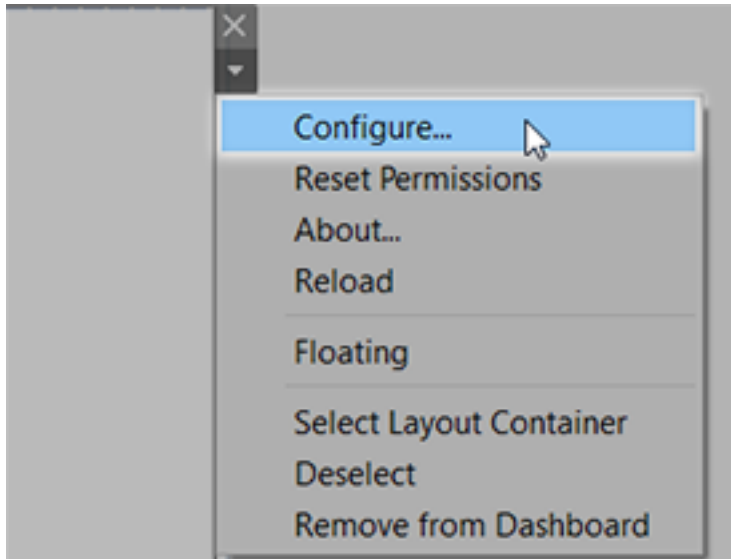 Configure...
Reset Permissions
About...
Reload
Floating
Select Layout Container
Deselect
Remove from Dashboard